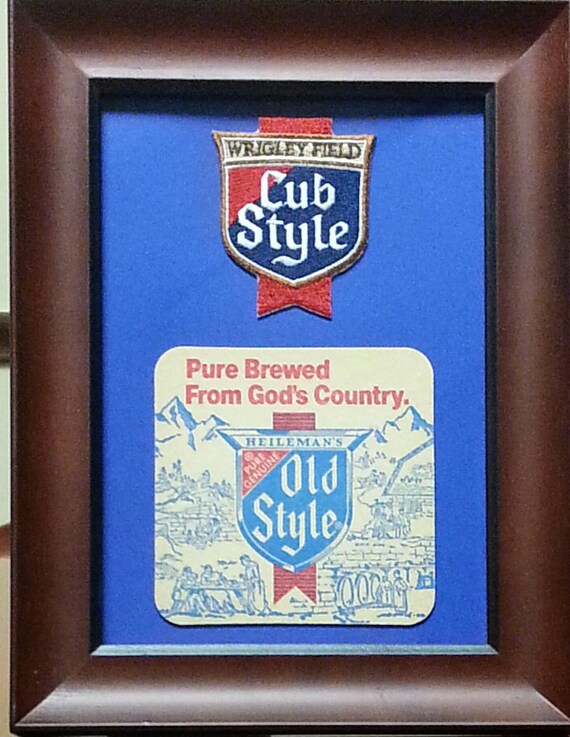 WRIGLEY FIELD
Cub
Style
Pure Brewed
From God's Country.
HEILEMAN'S
® PURE
GENUINE
Old
Style